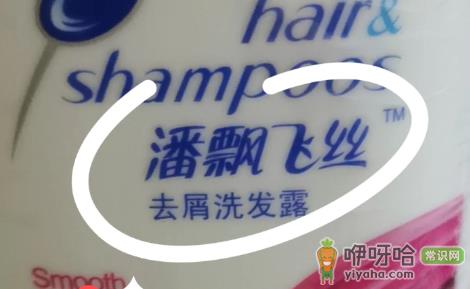 hair&
shampoos
潘飘飞丝™
去屑洗发露
Smooth
咿呀哈 常识网
yiyaha.com